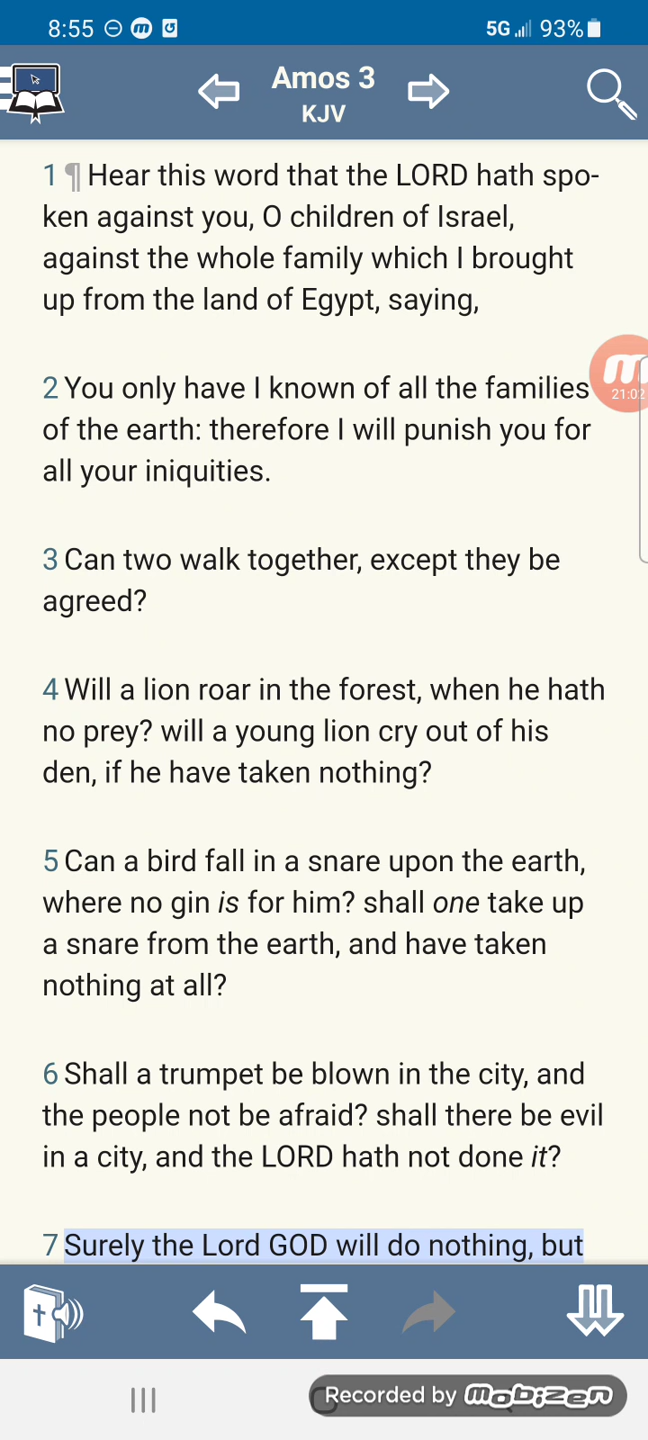 8:55
5G 93%
Amos 3
KJV
1 ¶ Hear this word that the LORD hath spo-
ken against you, O children of Israel,
against the whole family which I brought
up from the land of Egypt, saying,
2 You only have I known of all the families
of the earth: therefore I will punish you for
all your iniquities.
21:02
3 Can two walk together, except they be
agreed?
4 Will a lion roar in the forest, when he hath
no prey? will a young lion cry out of his
den, if he have taken nothing?
5 Can a bird fall in a snare upon the earth,
where no gin is for him? shall one take up
a snare from the earth, and have taken
nothing at all?
6 Shall a trumpet be blown in the city, and
the people not be afraid? shall there be evil
in a city, and the LORD hath not done it?
7 Surely the Lord GOD will do nothing, but
Recorded by mobizen